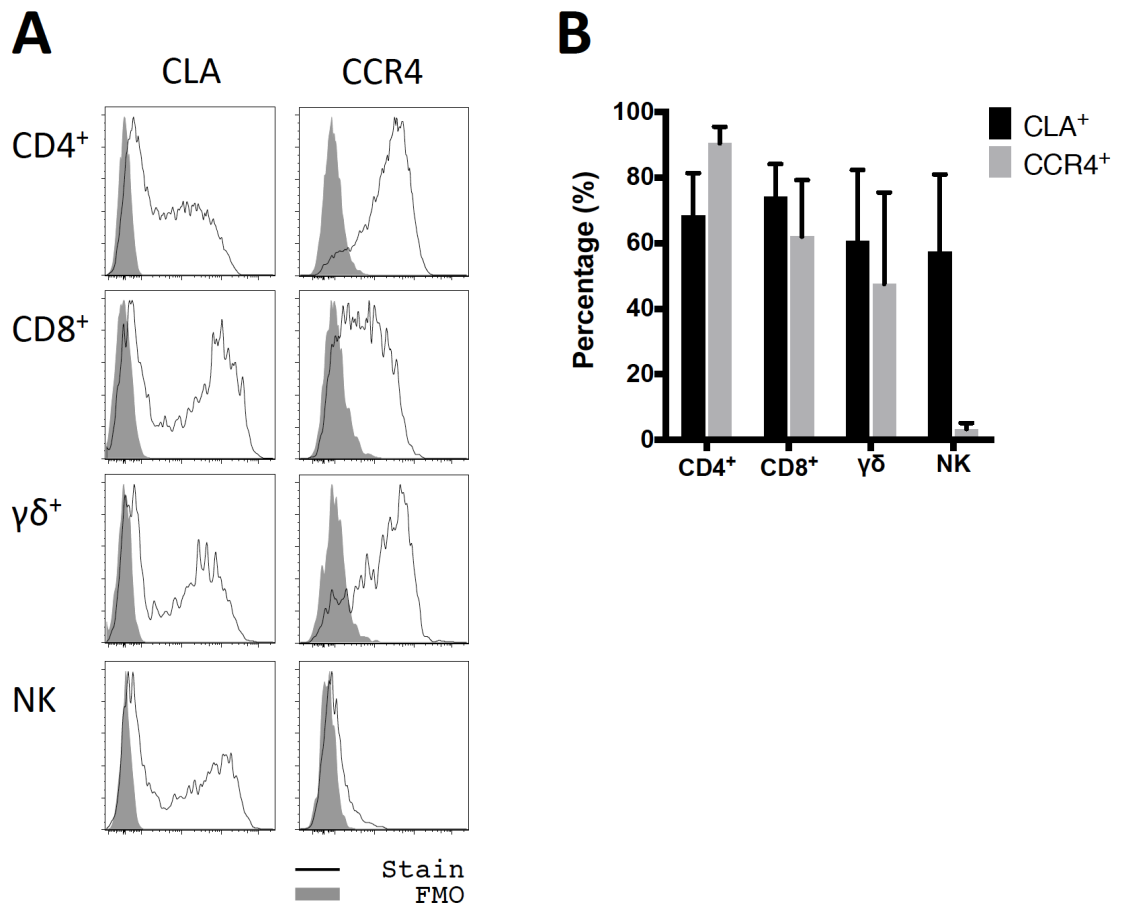 A
CLA CCR4
CD4⁺
CD8⁺
γδ⁺
NK
Stain
FMO
B
Percentage (%)
100
80
60
40
20
0
CD4⁺ CD8⁺ γδ NK
CLA⁺
CCR4⁺